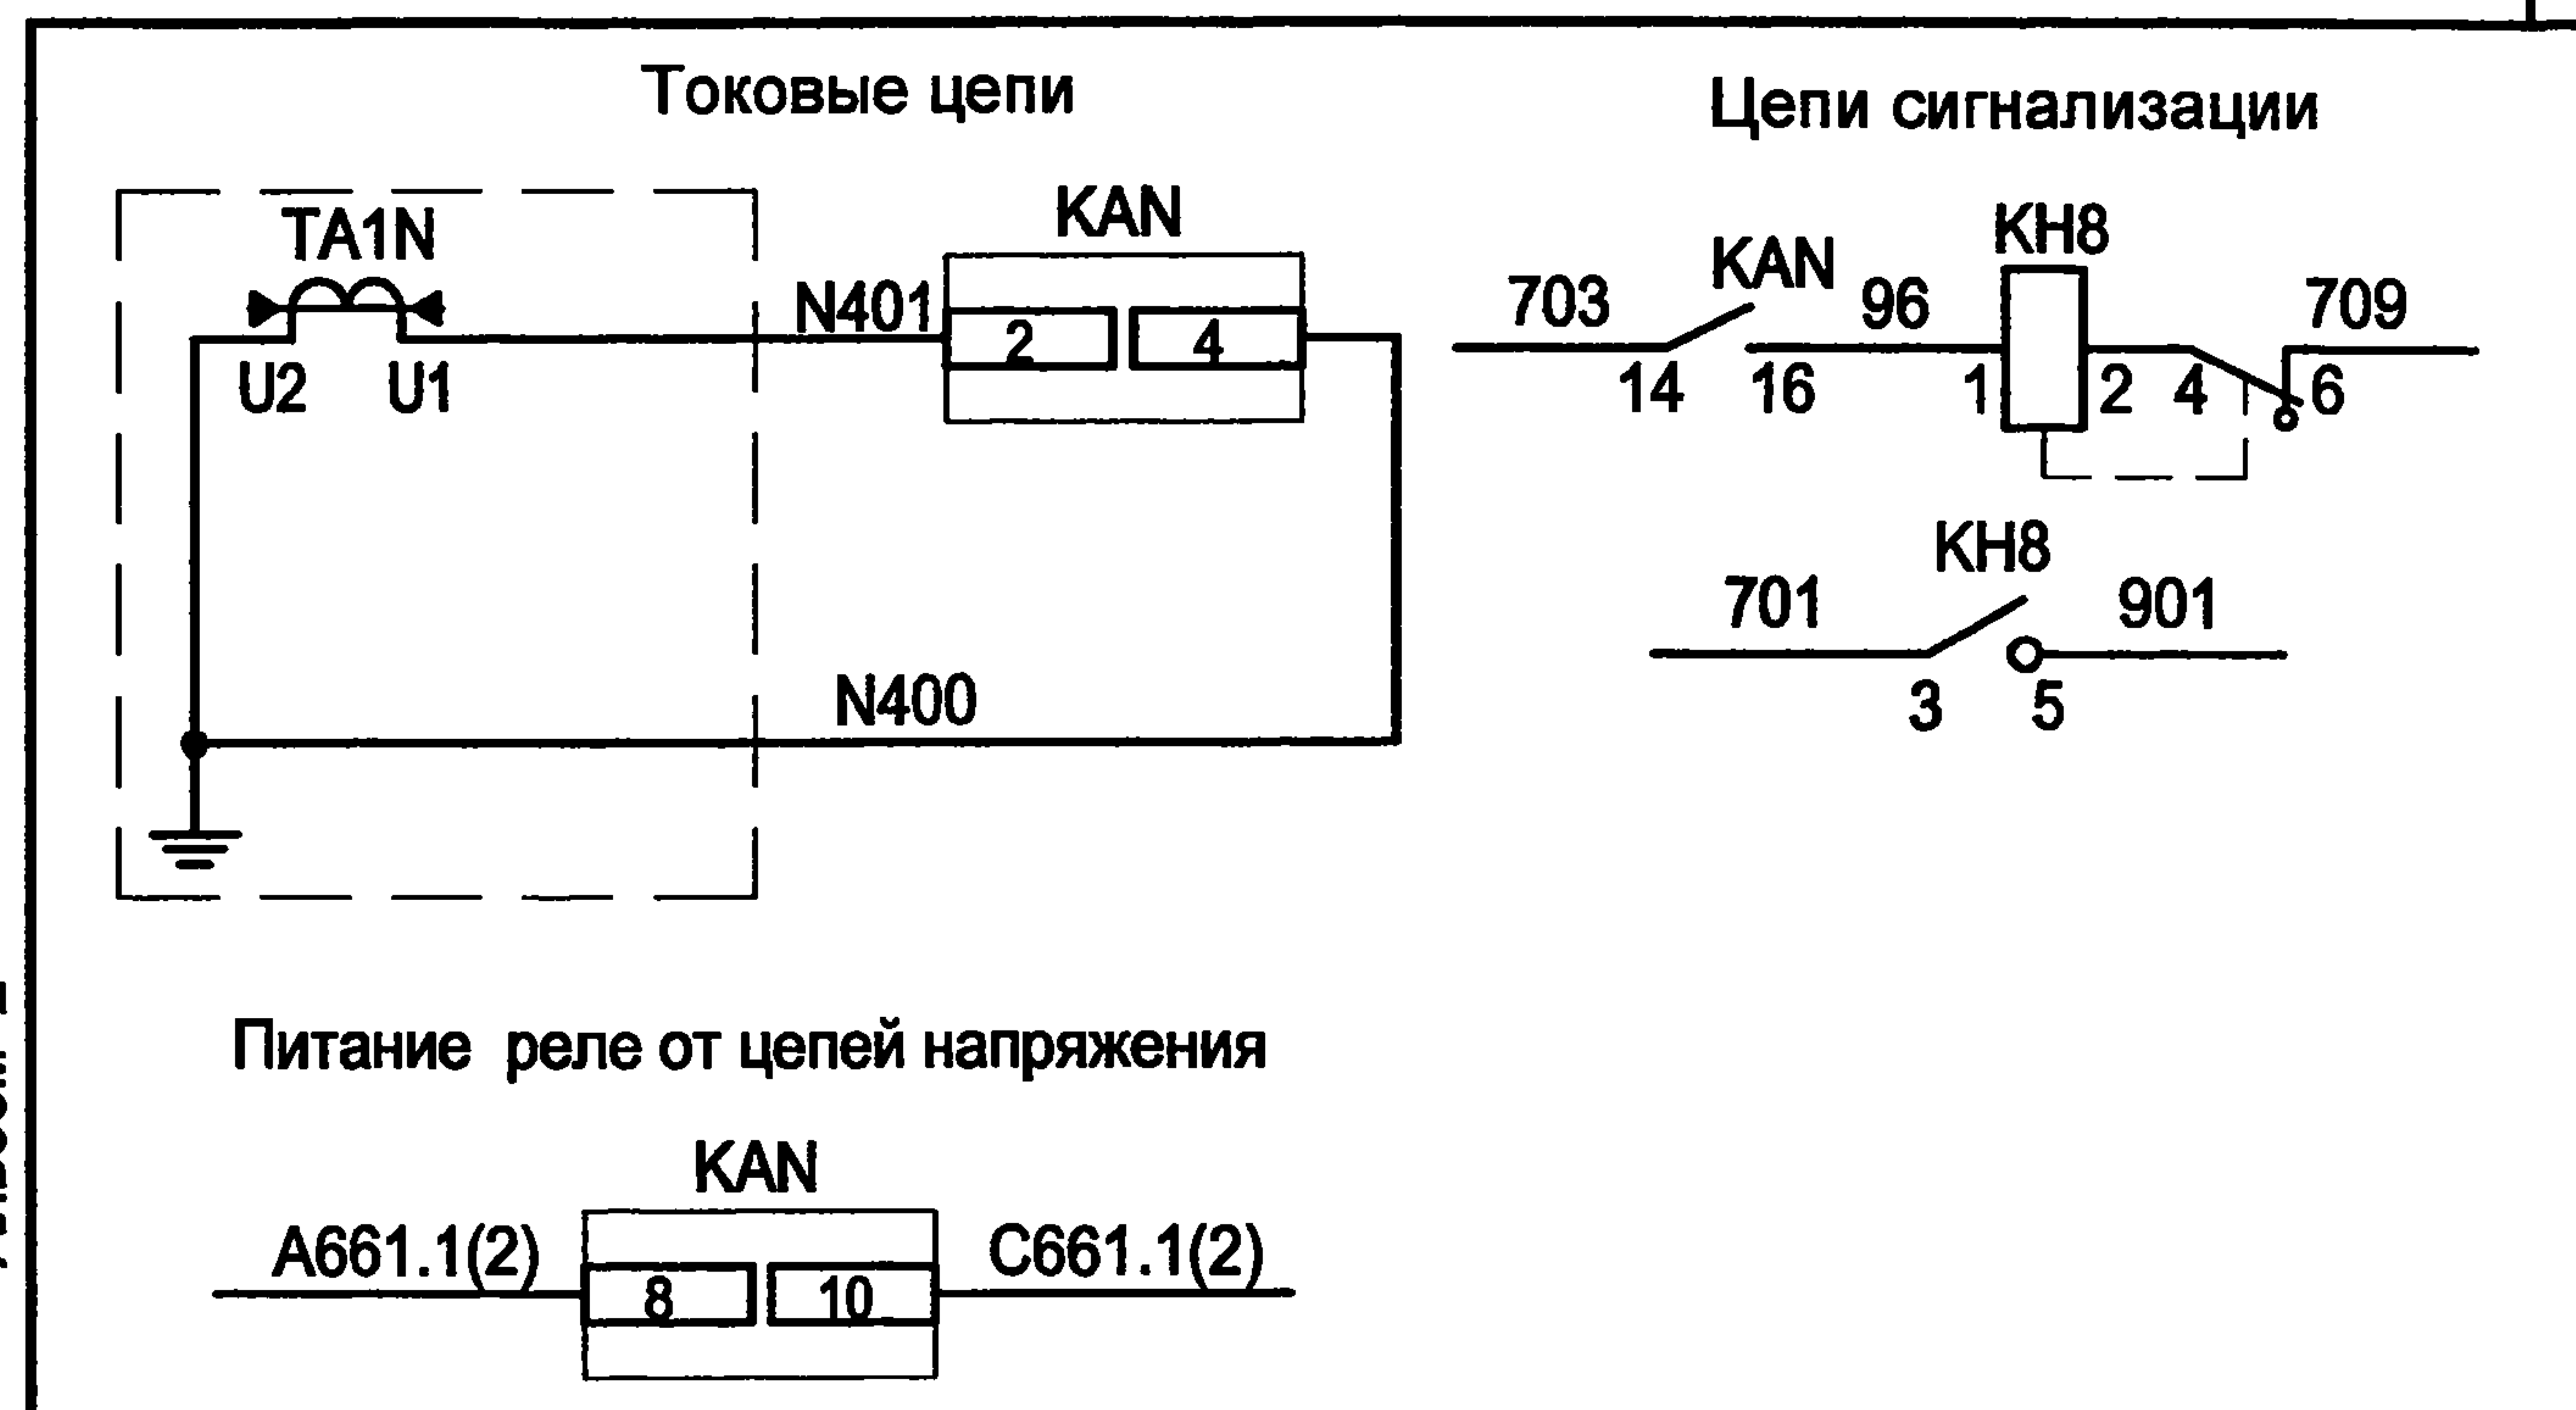 Токовые цепи
TA1N
U2 U1
N401
KAN
2 4
N400
Цепи сигнализации
703 KAN 96 KH8 709
14 16 1 2 4 6
KH8
701 901
3 5
Питание реле от цепей напряжения
KAN
A661.1(2) 8 10 C661.1(2)